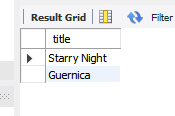 Result Grid Filter
title
Starry Night
Guernica